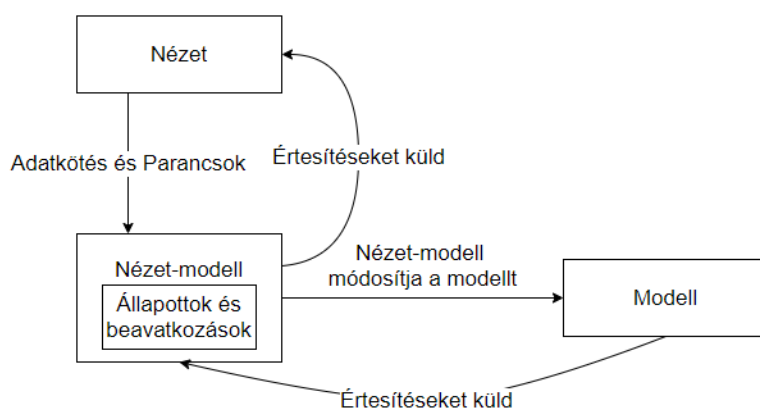 Nézet
Adatkötés és Parancsok
Értesítéseket küld
Nézet-modell
Állapottok és
beavatkozások
Nézet-modell
módosítja a modellt
Modell
Értesítéseket küld